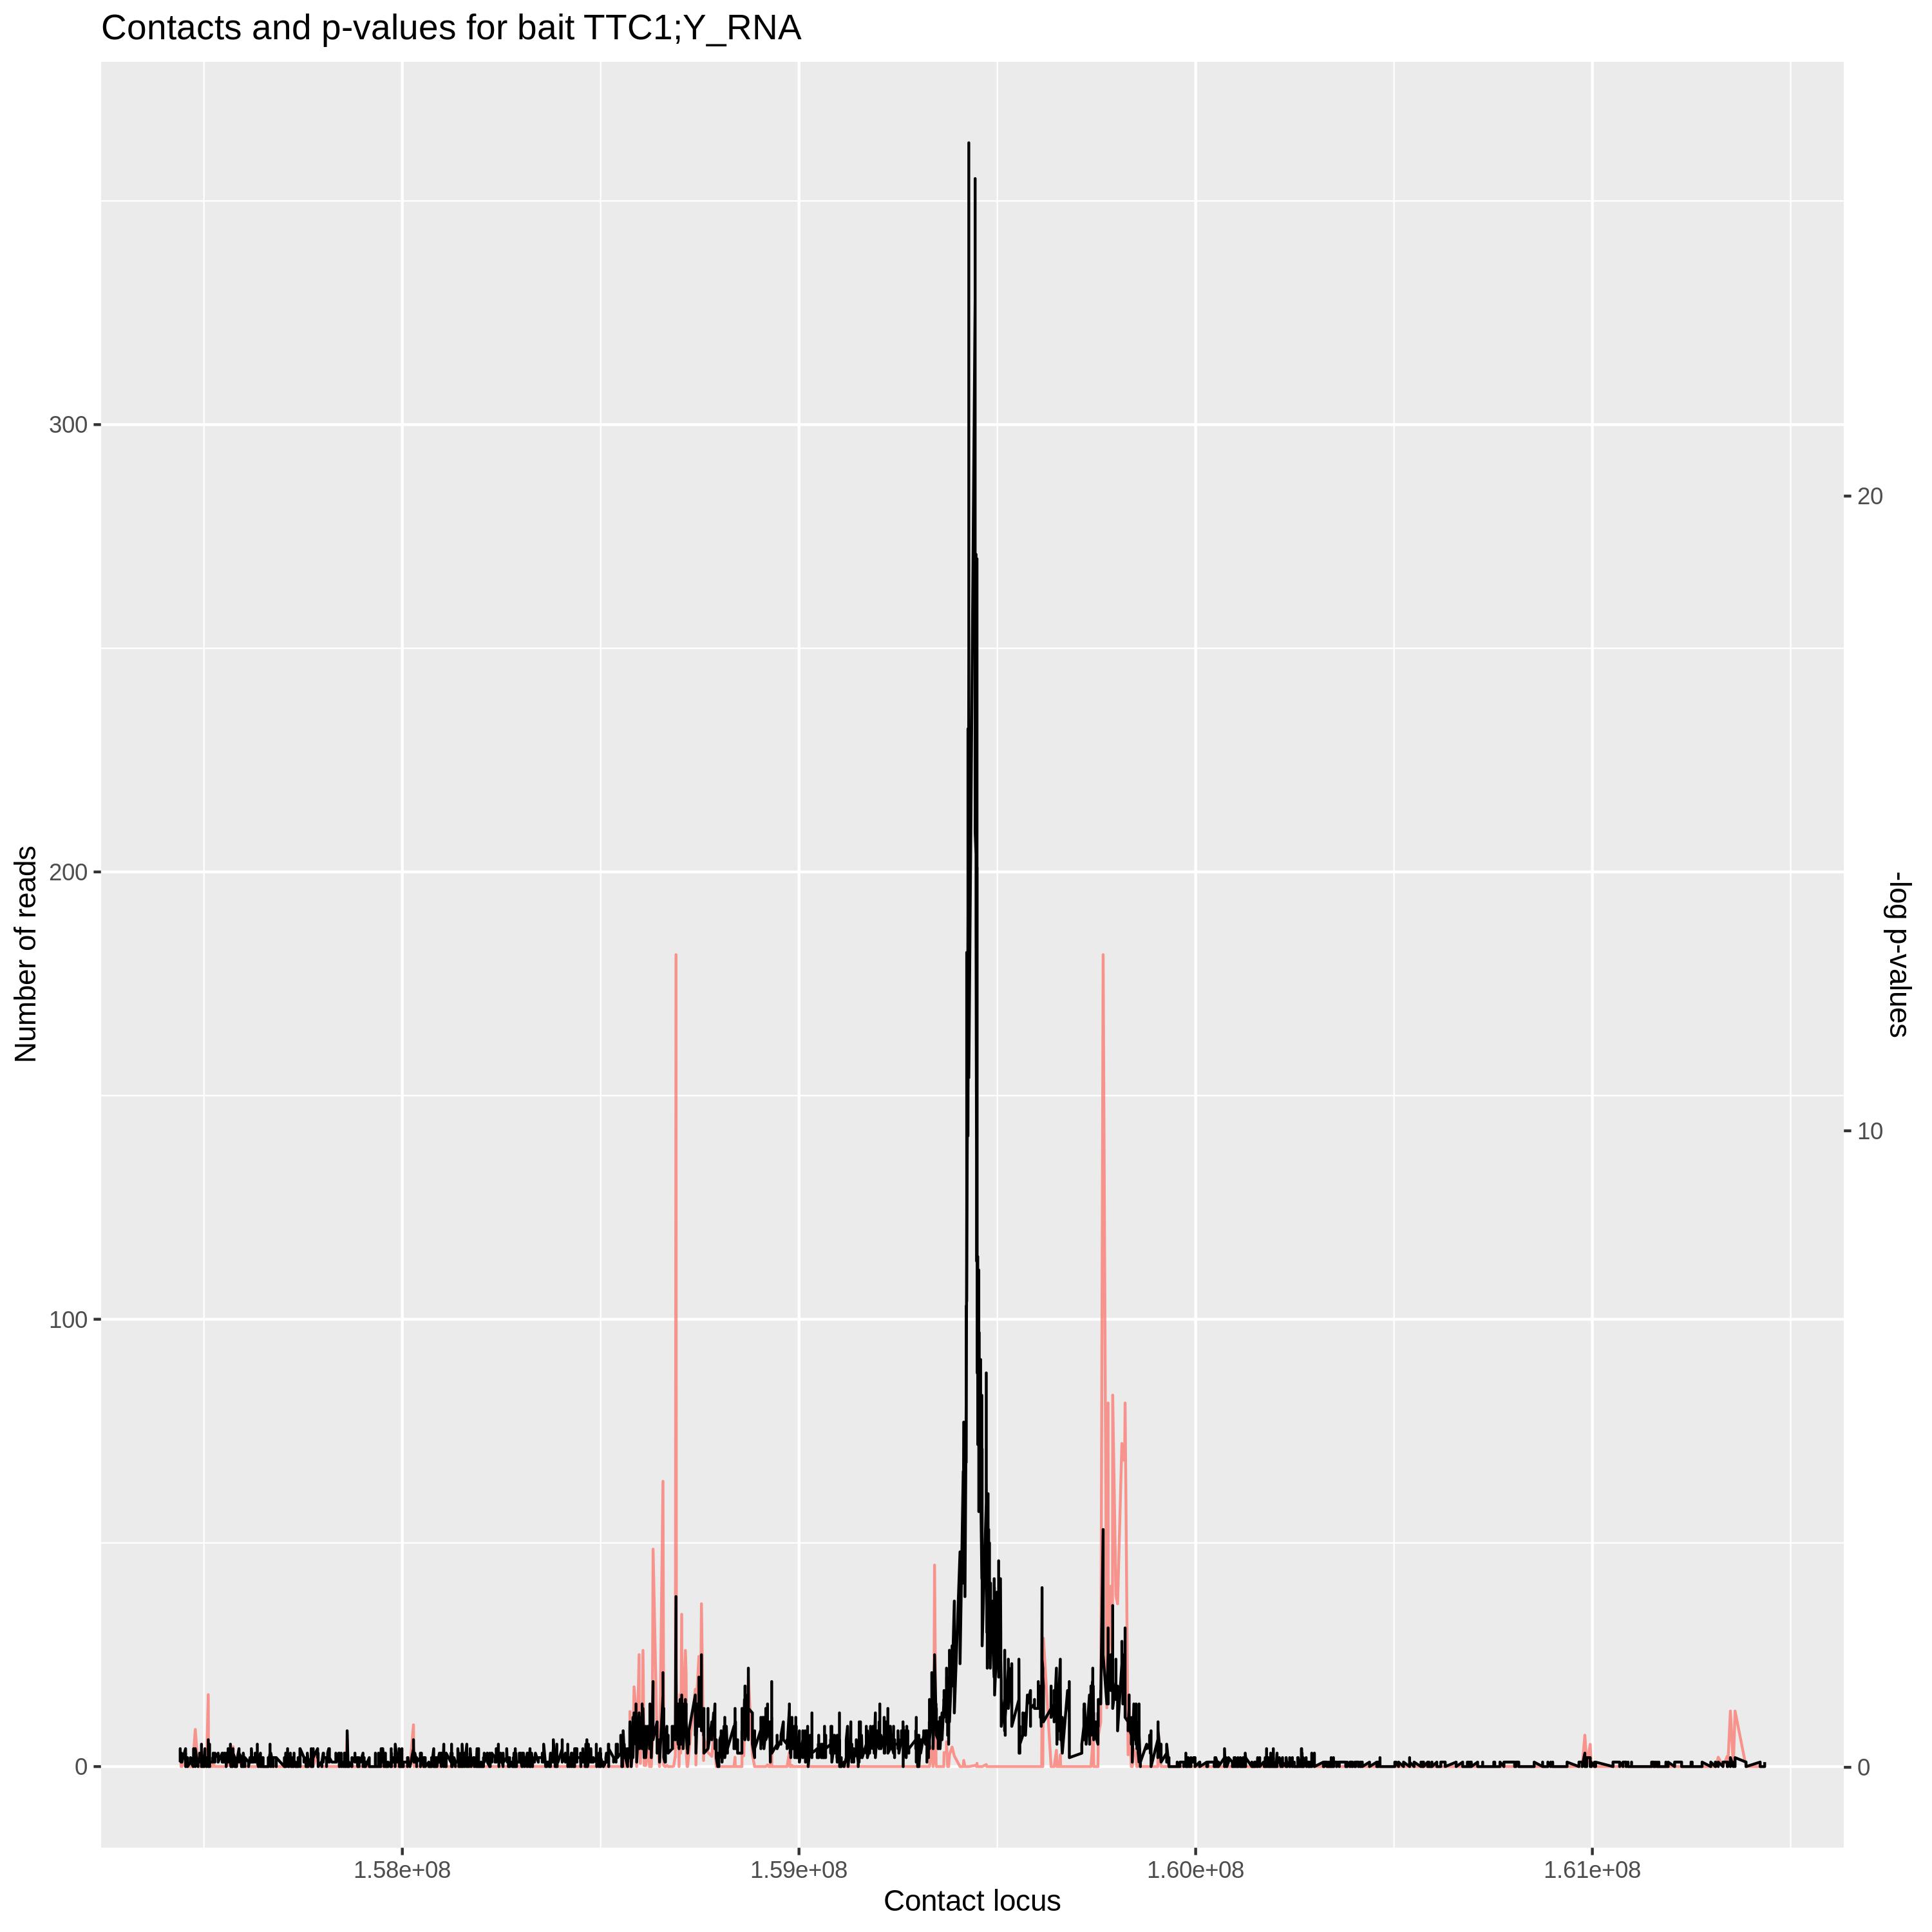 Contacts and p-values for bait TTC1;Y_RNA
300
200
100
0
Number of reads
20
10
0
-log p-values
1.58e+08
1.59e+08
1.60e+08
1.61e+08
Contact locus